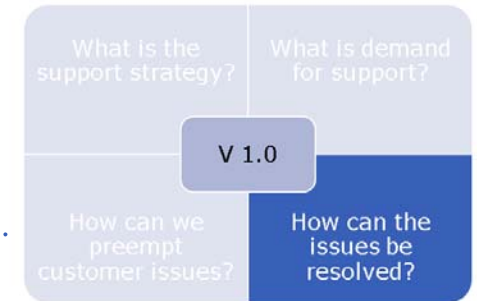 What is the
support strategy?
What is demand
for support?
V 1.0
How can we
preempt
customer issues?
How can the
issues be
resolved?